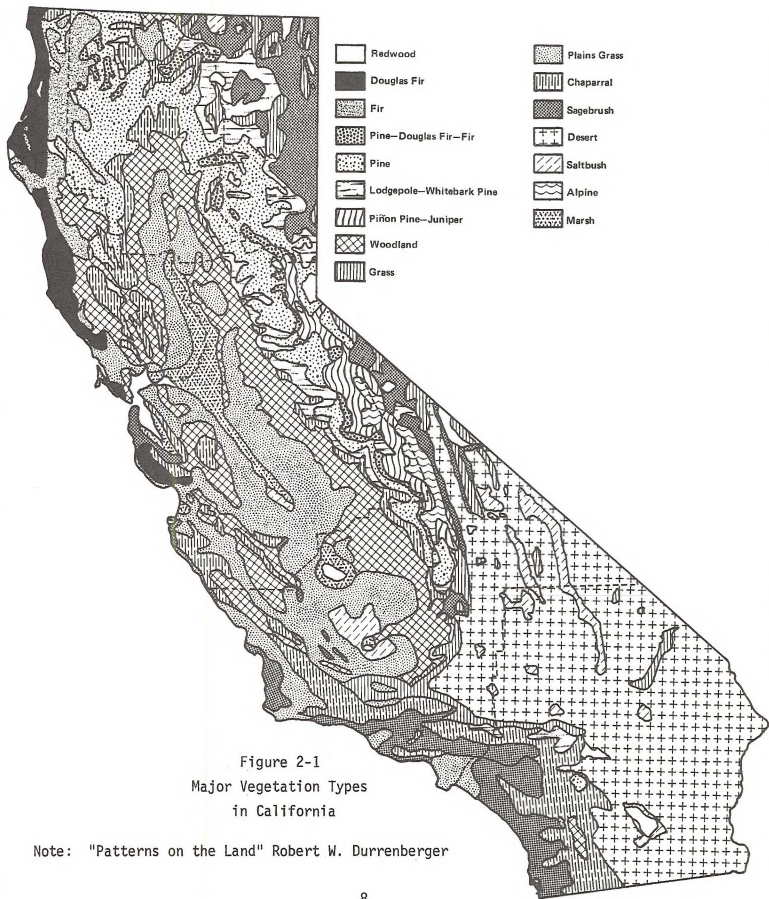 Redwood
Douglas Fir
Fir
Pine—Douglas Fir—Fir
Pine
Lodgepole—Whitebark Pine
Piñon Pine—Juniper
Woodland
Grass
Plains Grass
Chaparral
Sagebrush
Desert
Saltbush
Alpine
Marsh
Figure 2-1
Major Vegetation Types
in California
Note: "Patterns on the Land" Robert W. Durrenberger
8